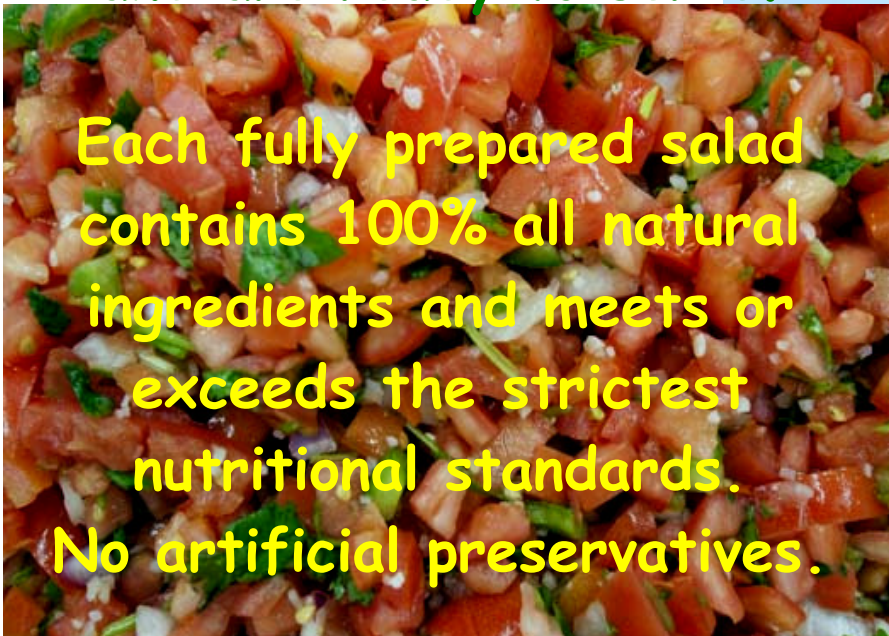 Each fully prepared salad
contains 100% all natural
ingredients and meets or
exceeds the strictest
nutritional standards.
No artificial preservatives.